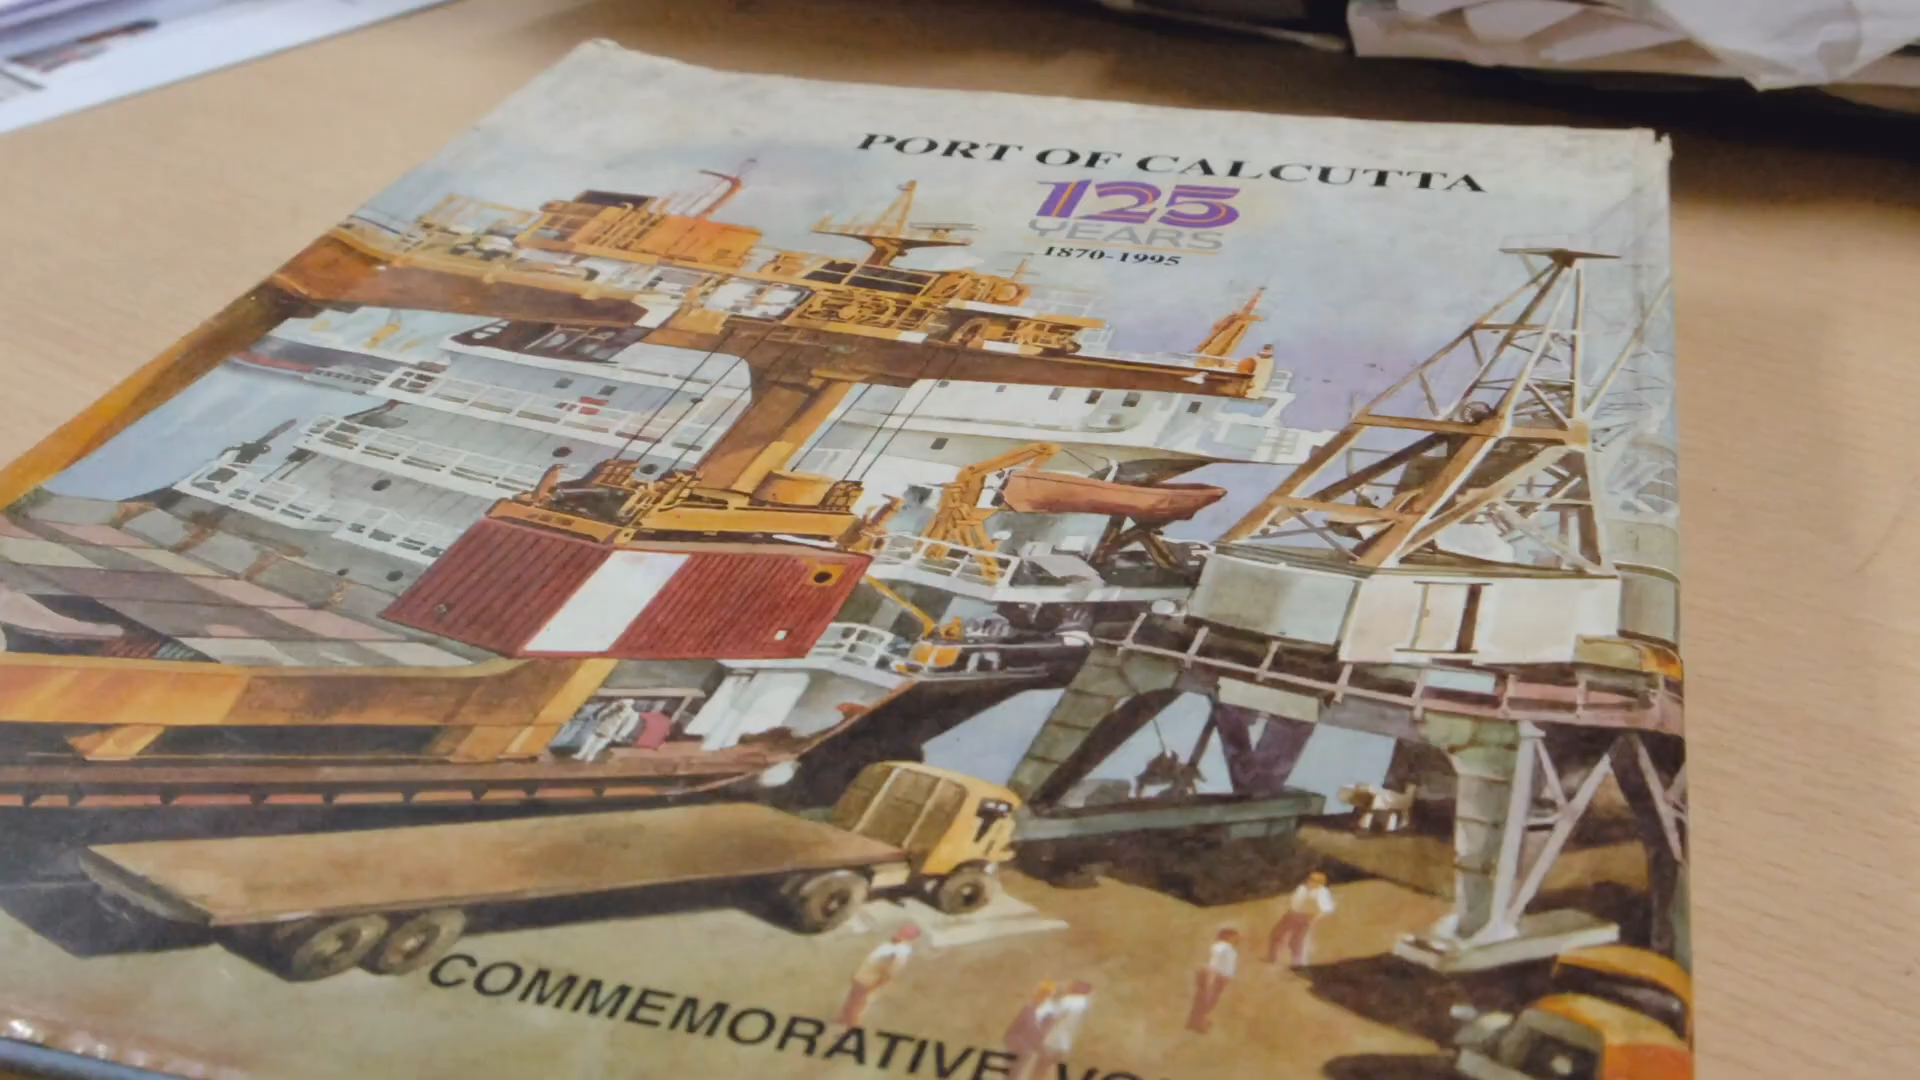 PORT OF CALCUTTA
125
YEARS
1870-1995
COMMEMORATIVE